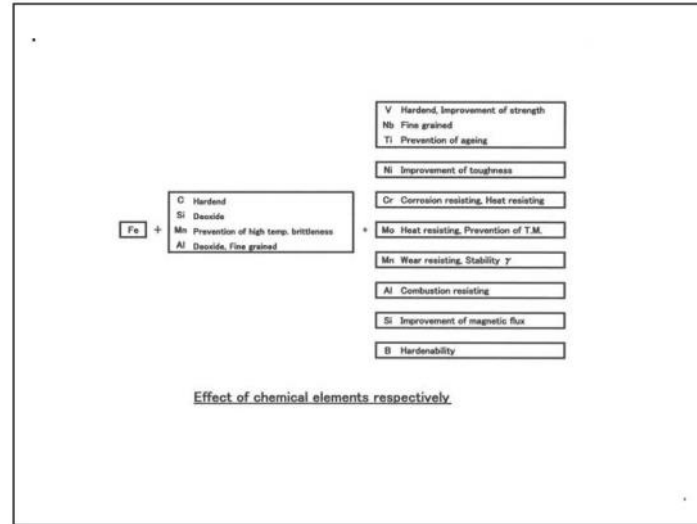 V Hardend, Improvement of strength
Nb Fine grained
Ti Prevention of ageing
Ni Improvement of toughness
C Hardend
Si Deoxide
Mn Prevention of high temp. brittleness
Al Deoxide, Fine grained
Fe +
+
Cr Corrosion resisting, Heat resisting
Mo Heat resisting, Prevention of T.M.
Mn Wear resisting, Stability γ
Al Combustion resisting
Si Improvement of magnetic flux
B Hardenability
Effect of chemical elements respectively